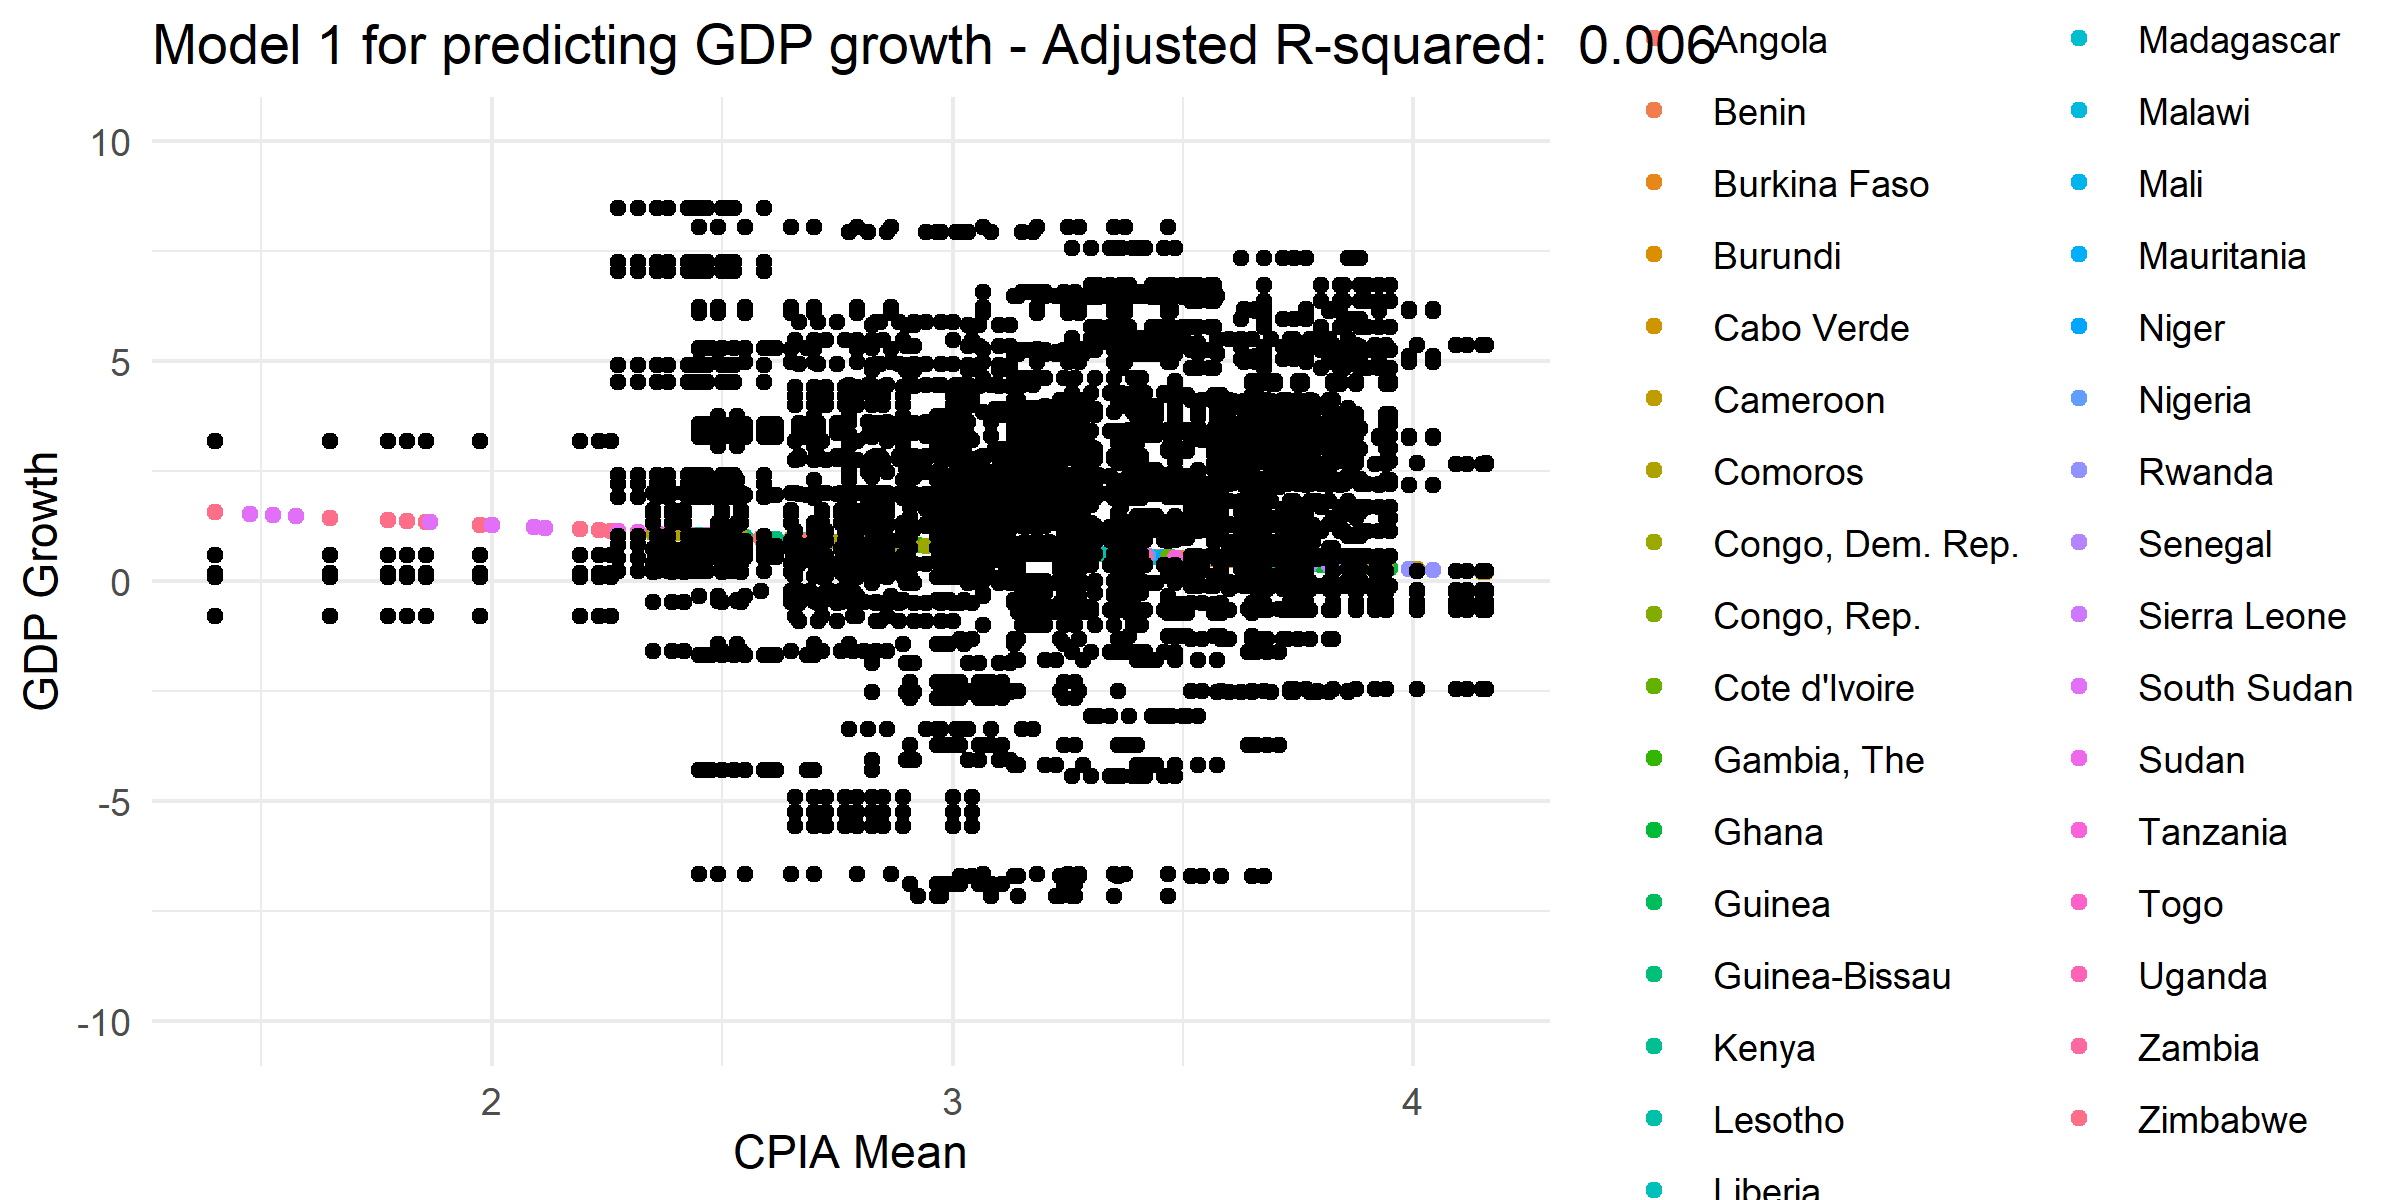 Model 1 for predicting GDP growth - Adjusted R-squared: 0.006
10
5
0
-5
-10
GDP Growth
2
3
4
CPIA Mean
Angola
Benin
Burkina Faso
Burundi
Cabo Verde
Cameroon
Comoros
Congo, Dem. Rep.
Congo, Rep.
Cote d'Ivoire
Gambia, The
Ghana
Guinea
Guinea-Bissau
Kenya
Lesotho
Liberia
Madagascar
Malawi
Mali
Mauritania
Niger
Nigeria
Rwanda
Senegal
Sierra Leone
South Sudan
Sudan
Tanzania
Togo
Uganda
Zambia
Zimbabwe